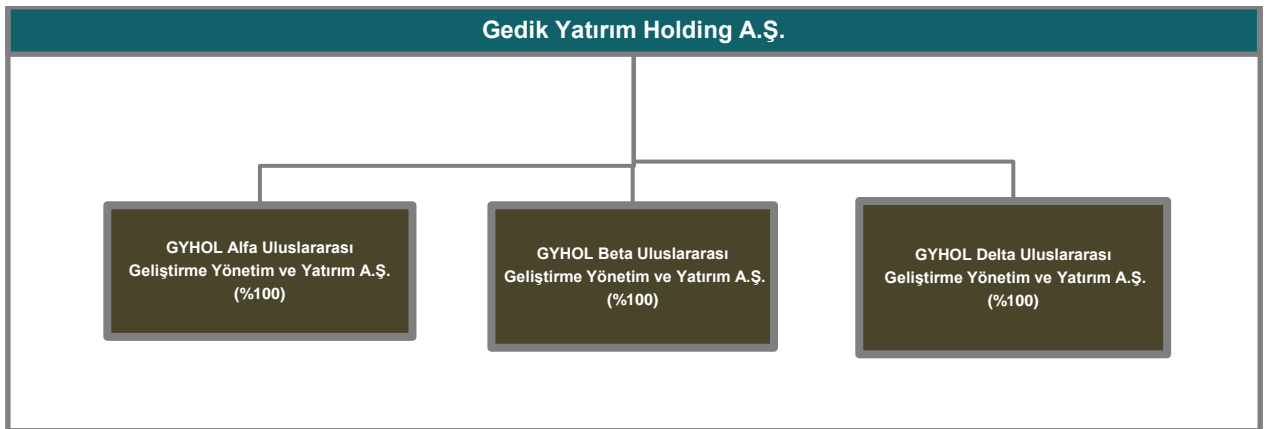 Gedik Yatırım Holding A.Ş.
GYHOL Alfa Uluslararası
Geliştirme Yönetim ve Yatırım A.Ş.
(%100)
GYHOL Beta Uluslararası
Geliştirme Yönetim ve Yatırım A.Ş.
(%100)
GYHOL Delta Uluslararası
Geliştirme Yönetim ve Yatırım A.Ş.
(%100)